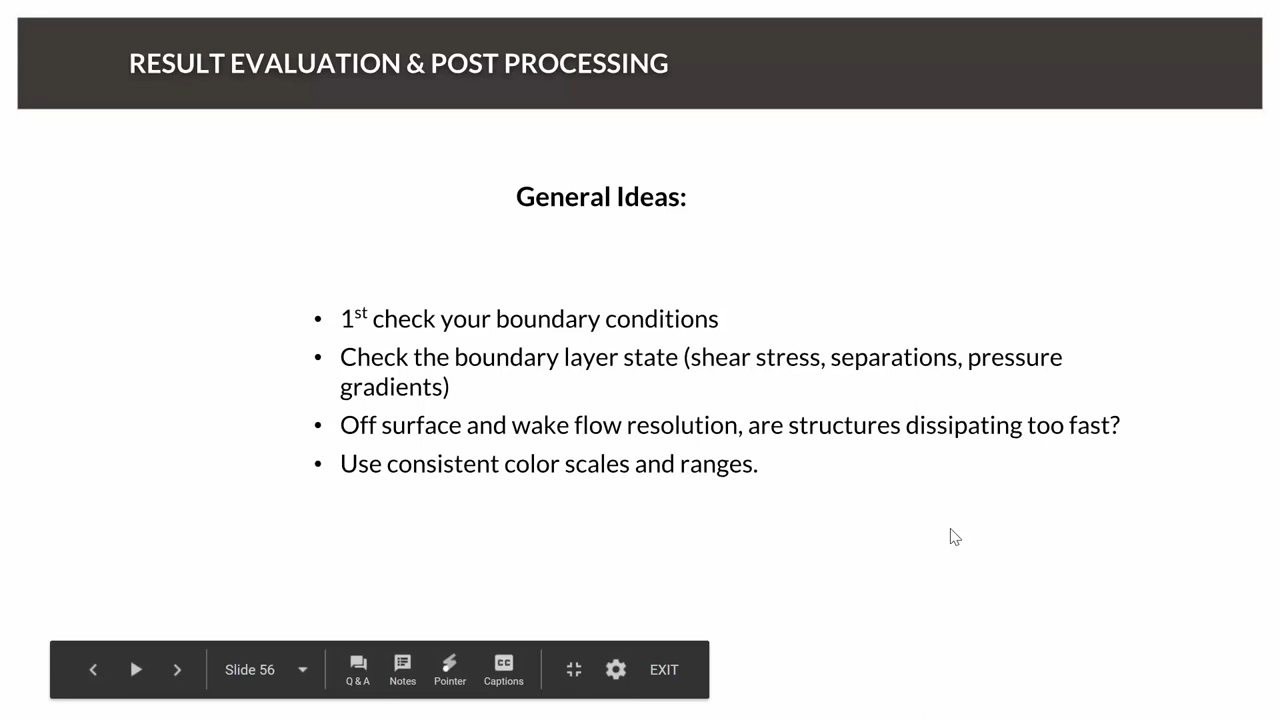 RESULT EVALUATION & POST PROCESSING
General Ideas:
• 1st check your boundary conditions
• Check the boundary layer state (shear stress, separations, pressure
gradients)
• Off surface and wake flow resolution, are structures dissipating too fast?
• Use consistent color scales and ranges.
Slide 56
Q & A
Notes
Pointer
CC
Captions
EXIT